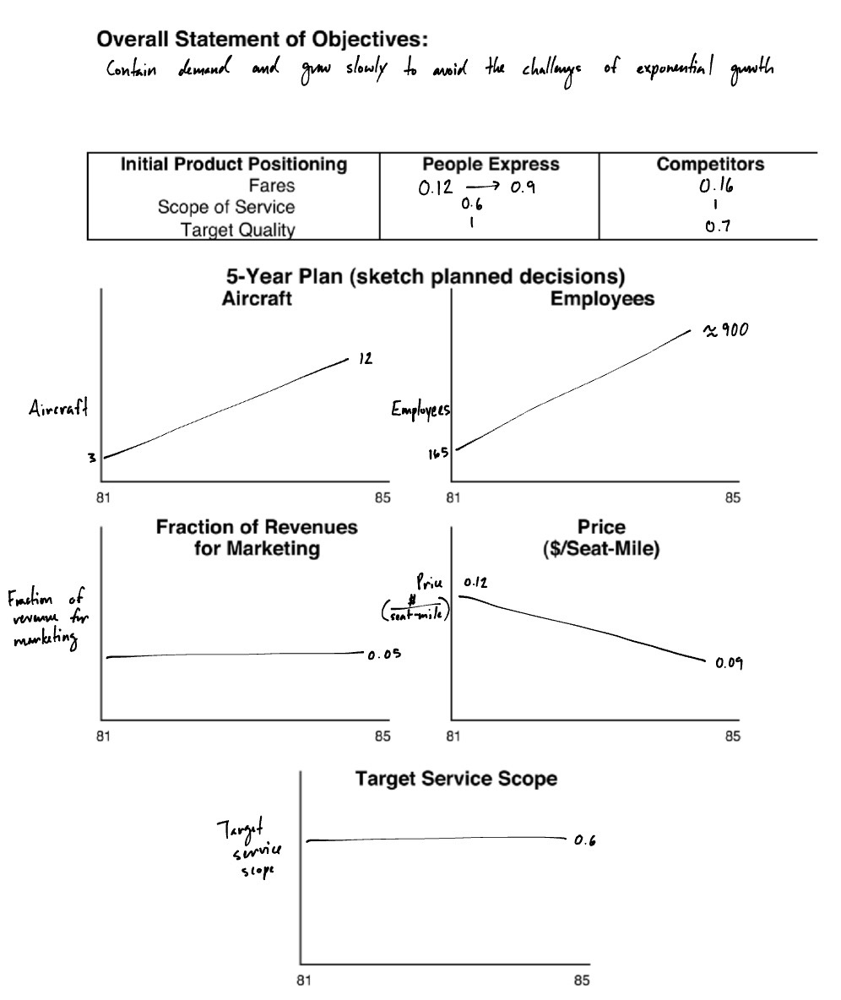 Overall Statement of Objectives:
Contain demand and grow slowly to avoid the challenges of exponential growth
Initial Product Positioning People Express Competitors
Fares 0.12 → 0.9 0.16
Scope of Service 0.6 1
Target Quality 1 0.7
5-Year Plan (sketch planned decisions)
Aircraft Employees
12 ≈900
Aircraft Employees
3 165
81 85 81 85
Fraction of Revenues
for Marketing
Fraction of
revenue for
marketing
0.05
81 85
Price
($/Seat-Mile)
Price 0.12
($/seat-mile)
0.09
81 85
Target Service Scope
Target
service
scope
0.6
81 85